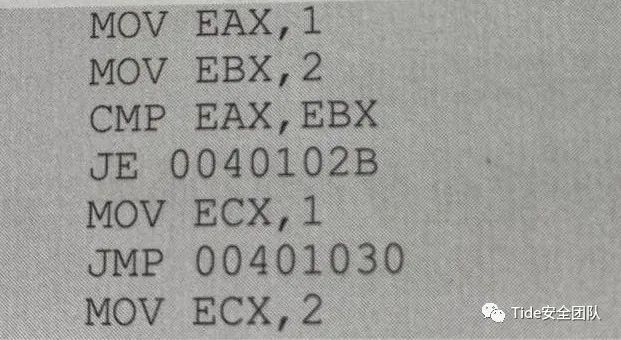 MOV EAX,1
MOV EBX,2
CMP EAX,EBX
JE 0040102B
MOV ECX,1
JMP 00401030
MOV ECX,2
Tide安全团队